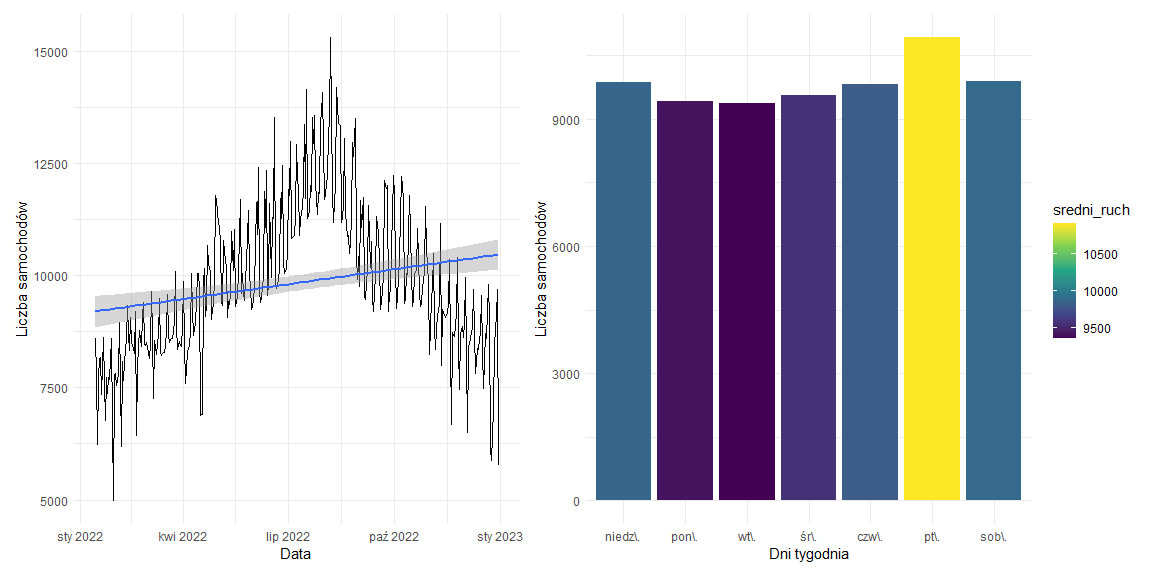 Liczba samochodów
15000
12500
10000
7500
5000
sty 2022
kwi 2022
lip 2022
paź 2022
sty 2023
Data
Liczba samochodów
9000
6000
3000
0
niedz\.
pon\.
wt\.
śr\.
czw\.
pt\.
sob\.
Dni tygodnia
sredni_ruch
10500
10000
9500